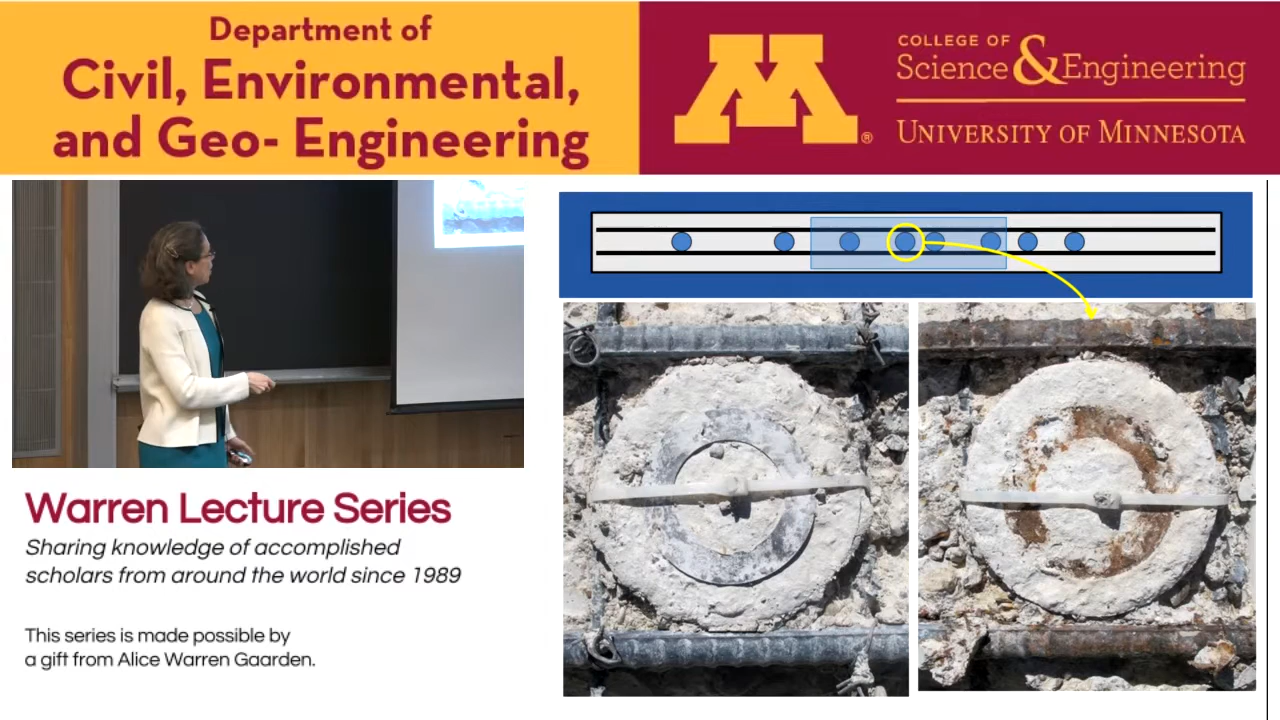 Department of
Civil, Environmental,
and Geo- Engineering
M®
COLLEGE OF
Science & Engineering
UNIVERSITY OF MINNESOTA
Warren Lecture Series
Sharing knowledge of accomplished
scholars from around the world since 1989
This series is made possible by
a gift from Alice Warren Gaarden.